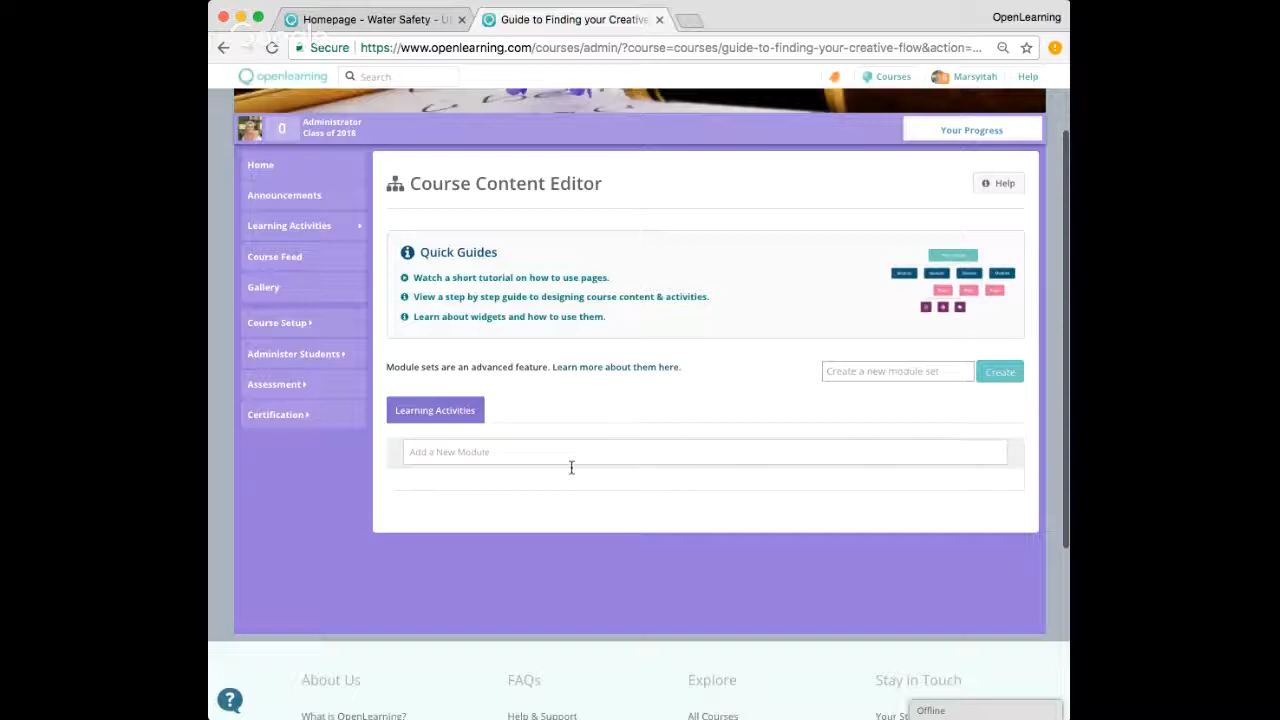 Homepage - Water Safety - U
Guide to Finding your Creative
OpenLearning
Secure
https://www.openlearning.com/courses/admin/?course=courses/guide-to-finding-your-creative-flow&action=...
openlearning
Search
Courses
Marsyitah
Help
0
Administrator
Class of 2018
Your Progress
Home
Announcements
Learning Activities
Course Feed
Gallery
Course Setup
Administer Students
Assessment
Certification
Course Content Editor
Help
Quick Guides
Watch a short tutorial on how to use pages.
View a step by step guide to designing course content & activities.
Learn about widgets and how to use them.
Module sets are an advanced feature. Learn more about them here.
Create a new module set
Create
Learning Activities
Add a New Module
About Us
FAQs
Explore
Stay in Touch
What is OpenLearning?
Help & Support
All Courses
Your St
Offline